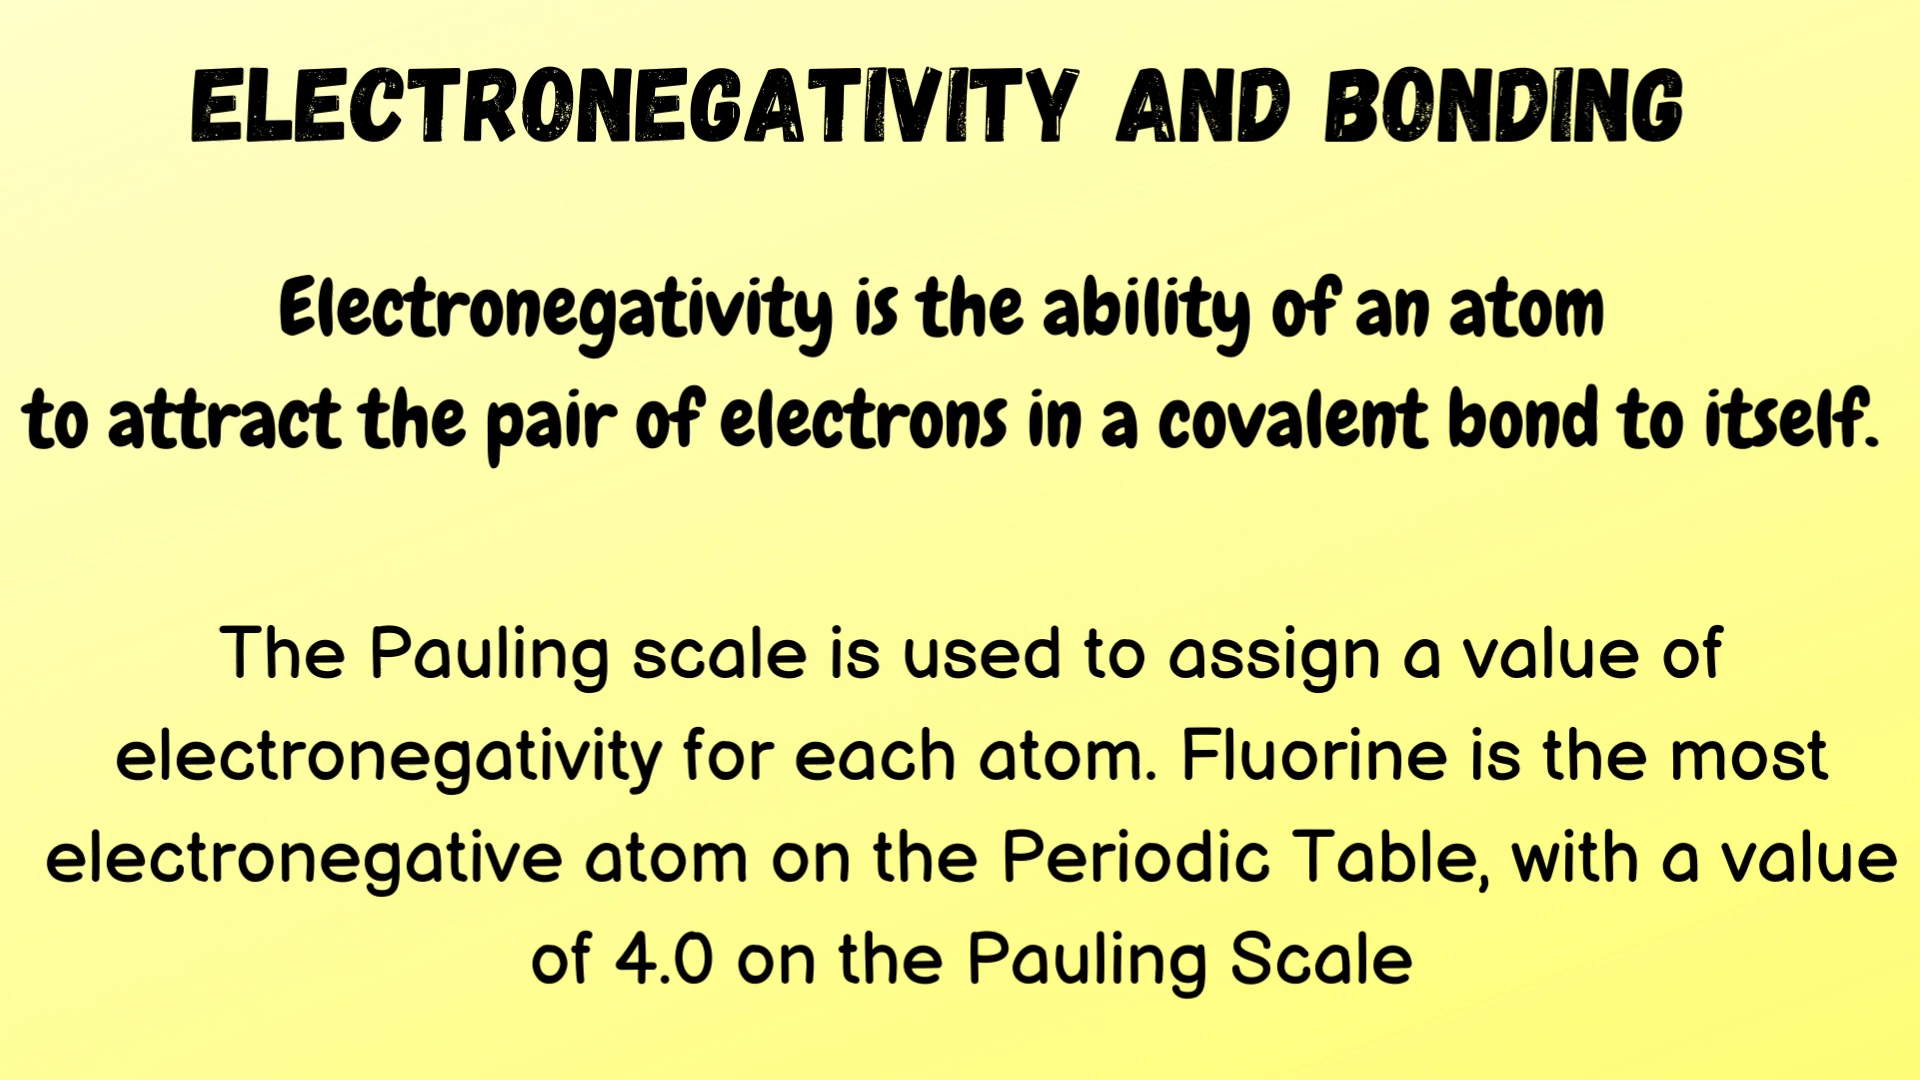 ELECTRONEGATIVITY AND BONDING
Electronegativity is the ability of an atom
to attract the pair of electrons in a covalent bond to itself.
The Pauling scale is used to assign a value of
electronegativity for each atom. Fluorine is the most
electronegative atom on the Periodic Table, with a value
of 4.0 on the Pauling Scale